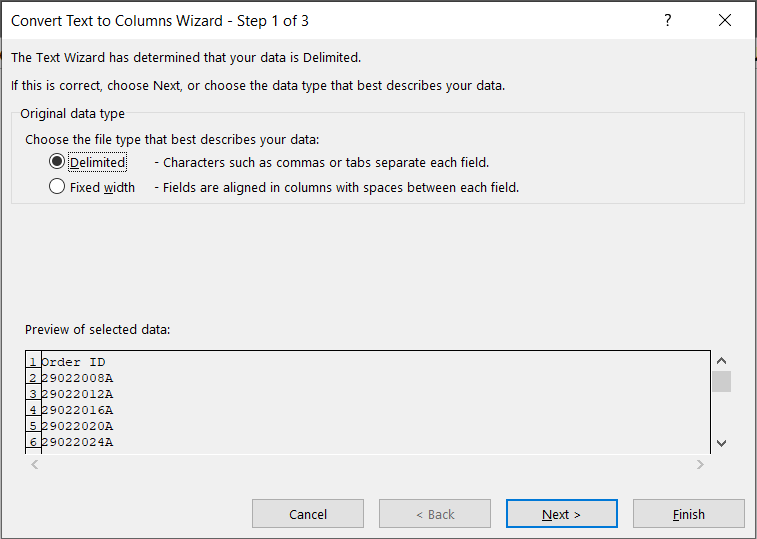 Convert Text to Columns Wizard - Step 1 of 3
?
The Text Wizard has determined that your data is Delimited.
If this is correct, choose Next, or choose the data type that best describes your data.
Original data type
Choose the file type that best describes your data:
Delimited - Characters such as commas or tabs separate each field.
Fixed width - Fields are aligned in columns with spaces between each field.
Preview of selected data:
1 Order ID
2 29022008A
3 29022012A
4 29022016A
5 29022020A
6 29022024A
Cancel < Back Next > Finish